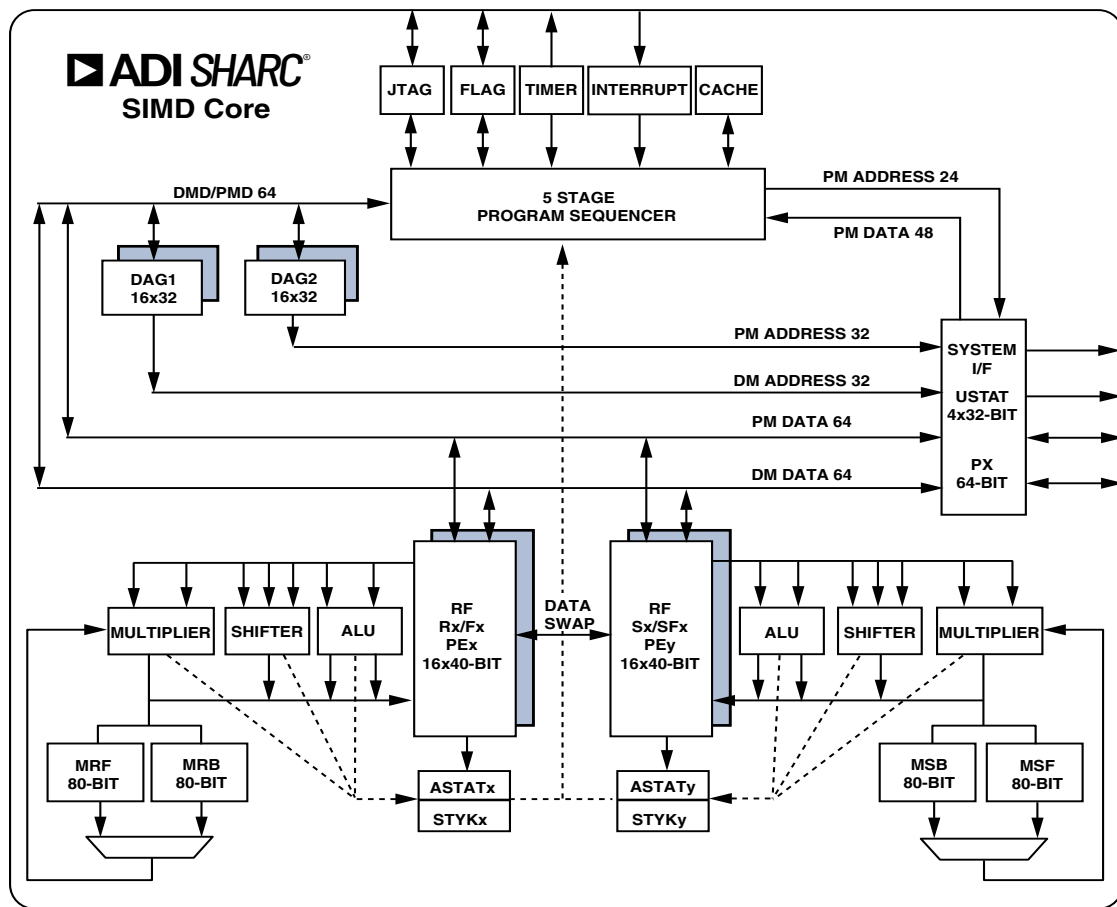 ADI SHARC®
SIMD Core
JTAG
FLAG
TIMER
INTERRUPT
CACHE
5 STAGE
PROGRAM SEQUENCER
PM ADDRESS 24
PM DATA 48
DMD/PMD 64
DAG1
16x32
DAG2
16x32
PM ADDRESS 32
DM ADDRESS 32
PM DATA 64
DM DATA 64
SYSTEM
I/F
USTAT
4x32-BIT
PX
64-BIT
MULTIPLIER
SHIFTER
ALU
RF
Rx/Fx
PEx
16x40-BIT
DATA
SWAP
RF
Sx/SFx
PEy
16x40-BIT
ALU
SHIFTER
MULTIPLIER
MRF
80-BIT
MRB
80-BIT
ASTATx
STYKx
ASTATy
STYKy
MSB
80-BIT
MSF
80-BIT